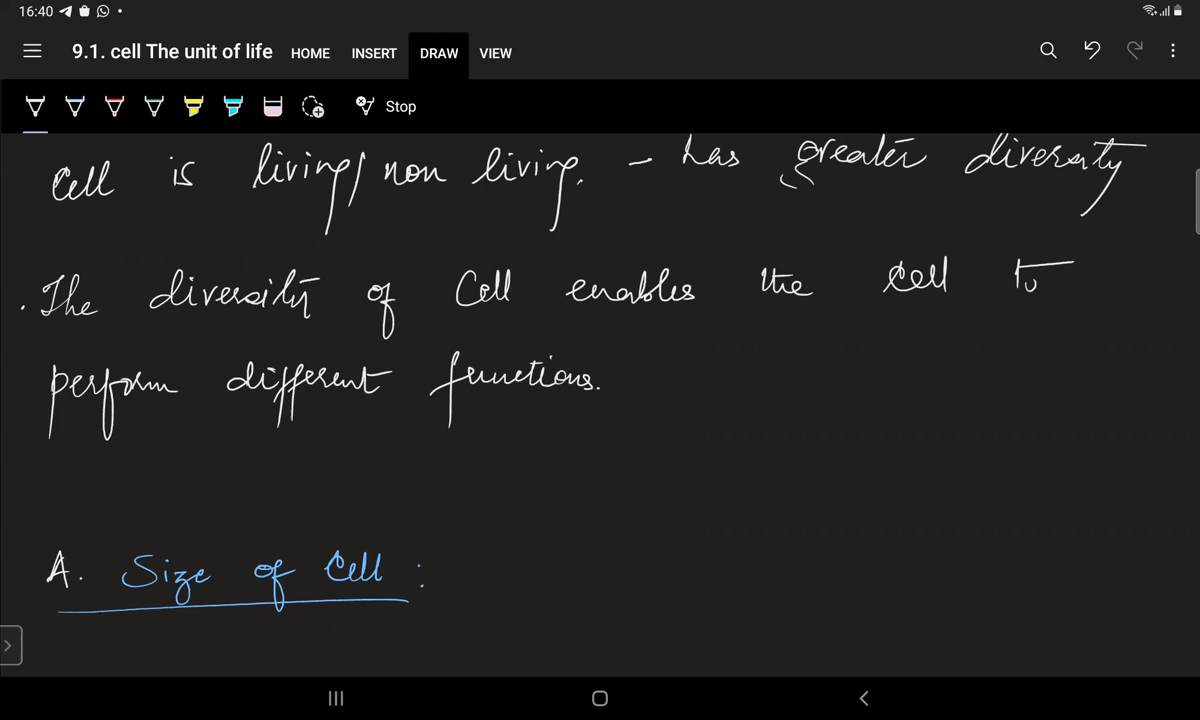 16:40
9.1. cell The unit of life HOME INSERT DRAW VIEW
Stop
Cell is living/non living. - has greater diversity
. The diversity of Cell enables the cell to
perform different functions.
A. Size of Cell :